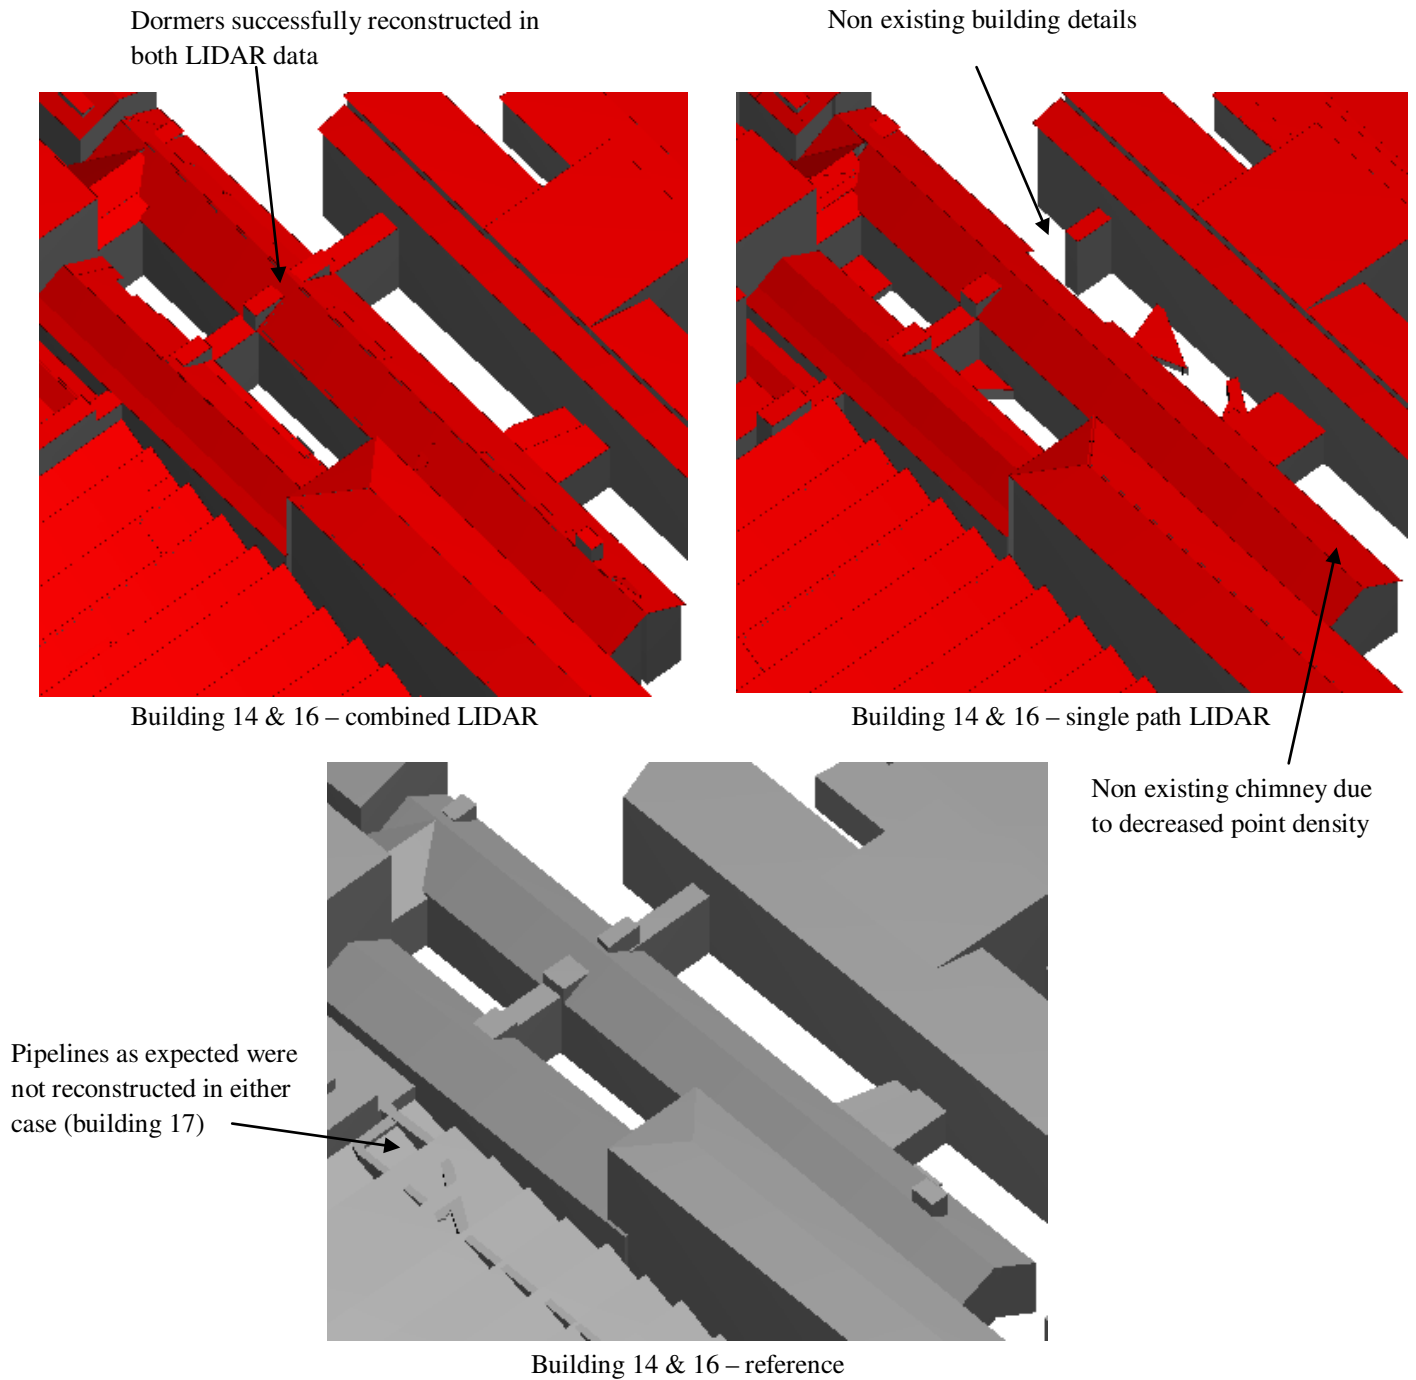 Dormers successfully reconstructed in
both LIDAR data
Non existing building details
Building 14 & 16 – combined LIDAR
Building 14 & 16 – single path LIDAR
Non existing chimney due
to decreased point density
Pipelines as expected were
not reconstructed in either
case (building 17)
Building 14 & 16 – reference